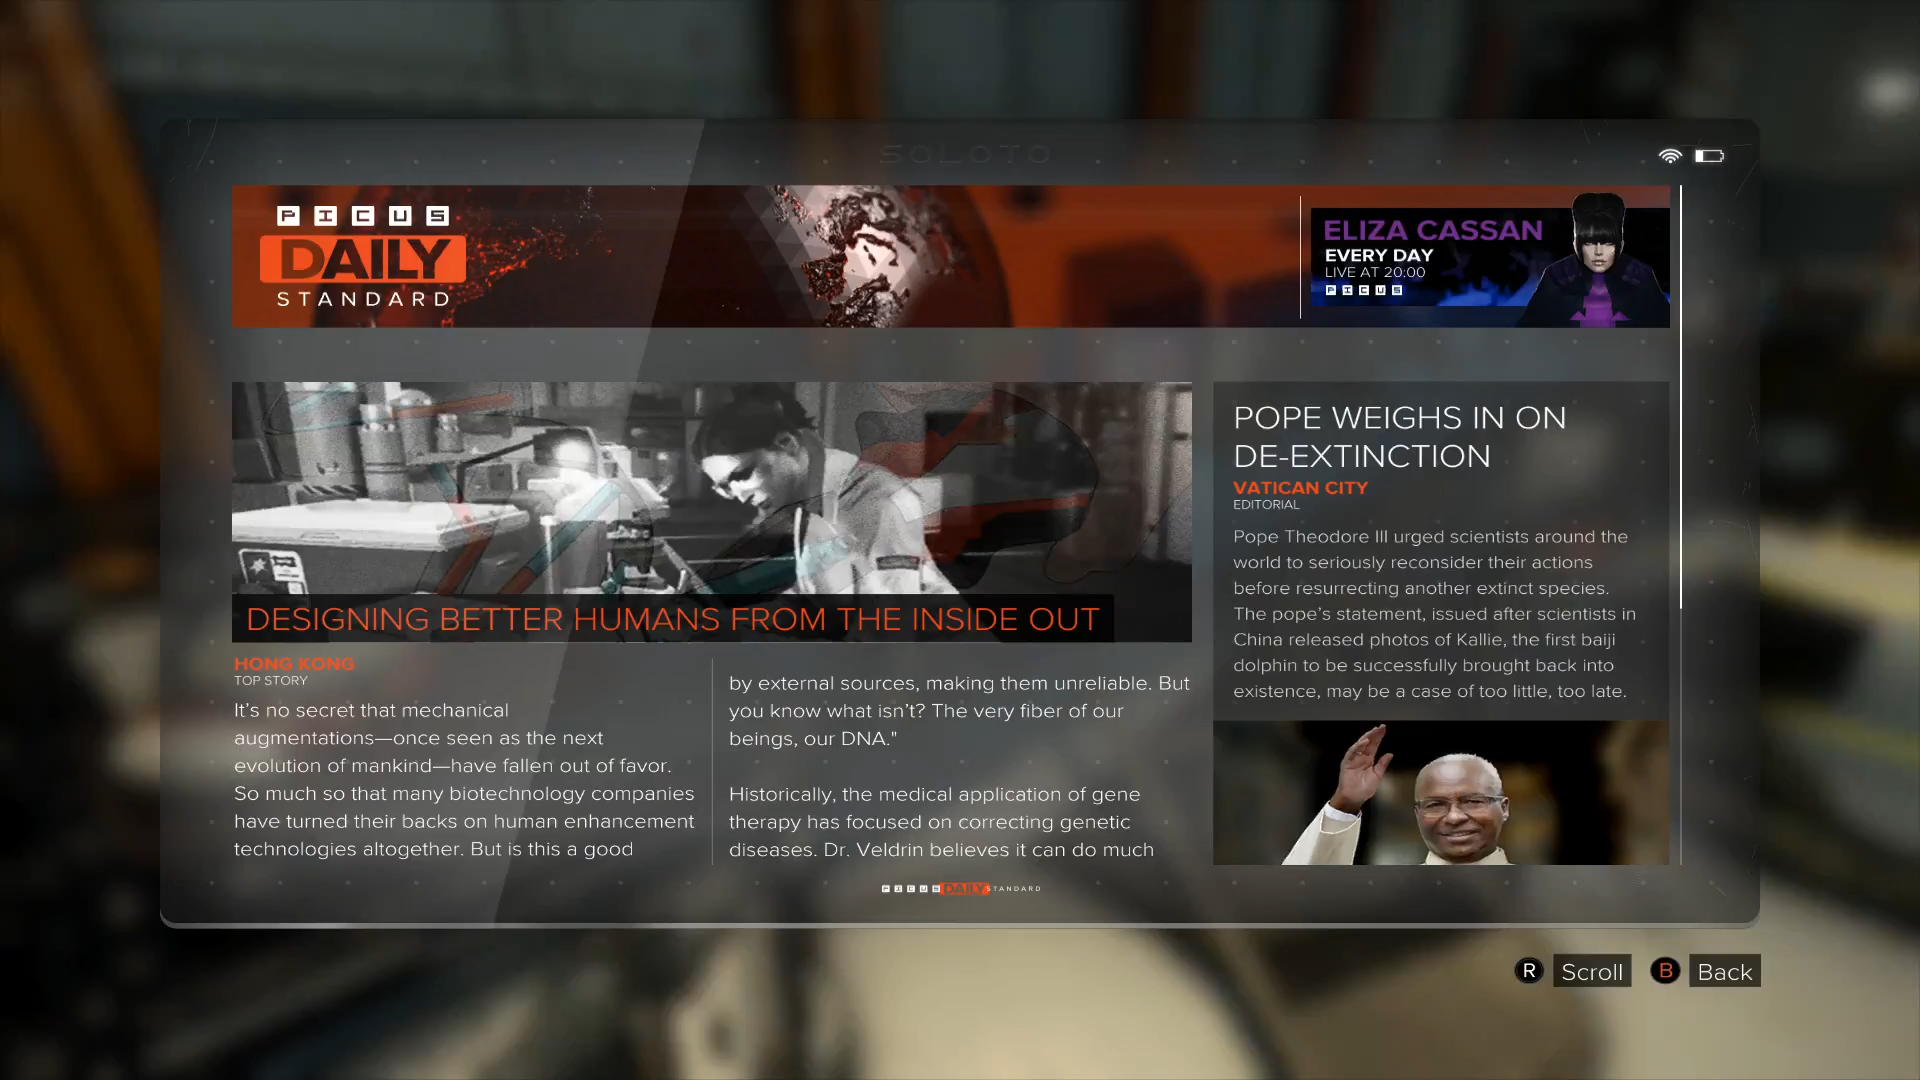 SOLOTO
PICUS
DAILY
STANDARD
ELIZA CASSAN
EVERY DAY
LIVE AT 20:00
PICUS
DESIGNING BETTER HUMANS FROM THE INSIDE OUT
HONG KONG
TOP STORY
It's no secret that mechanical
augmentations—once seen as the next
evolution of mankind—have fallen out of favor.
So much so that many biotechnology companies
have turned their backs on human enhancement
technologies altogether. But is this a good
by external sources, making them unreliable. But
you know what isn't? The very fiber of our
beings, our DNA."
Historically, the medical application of gene
therapy has focused on correcting genetic
diseases. Dr. Veldrin believes it can do much
POPE WEIGHS IN ON
DE-EXTINCTION
VATICAN CITY
EDITORIAL
Pope Theodore III urged scientists around the
world to seriously reconsider their actions
before resurrecting another extinct species.
The pope's statement, issued after scientists in
China released photos of Kallie, the first baiji
dolphin to be successfully brought back into
existence, may be a case of too little, too late.
PICUS DAILY STANDARD
R Scroll B Back